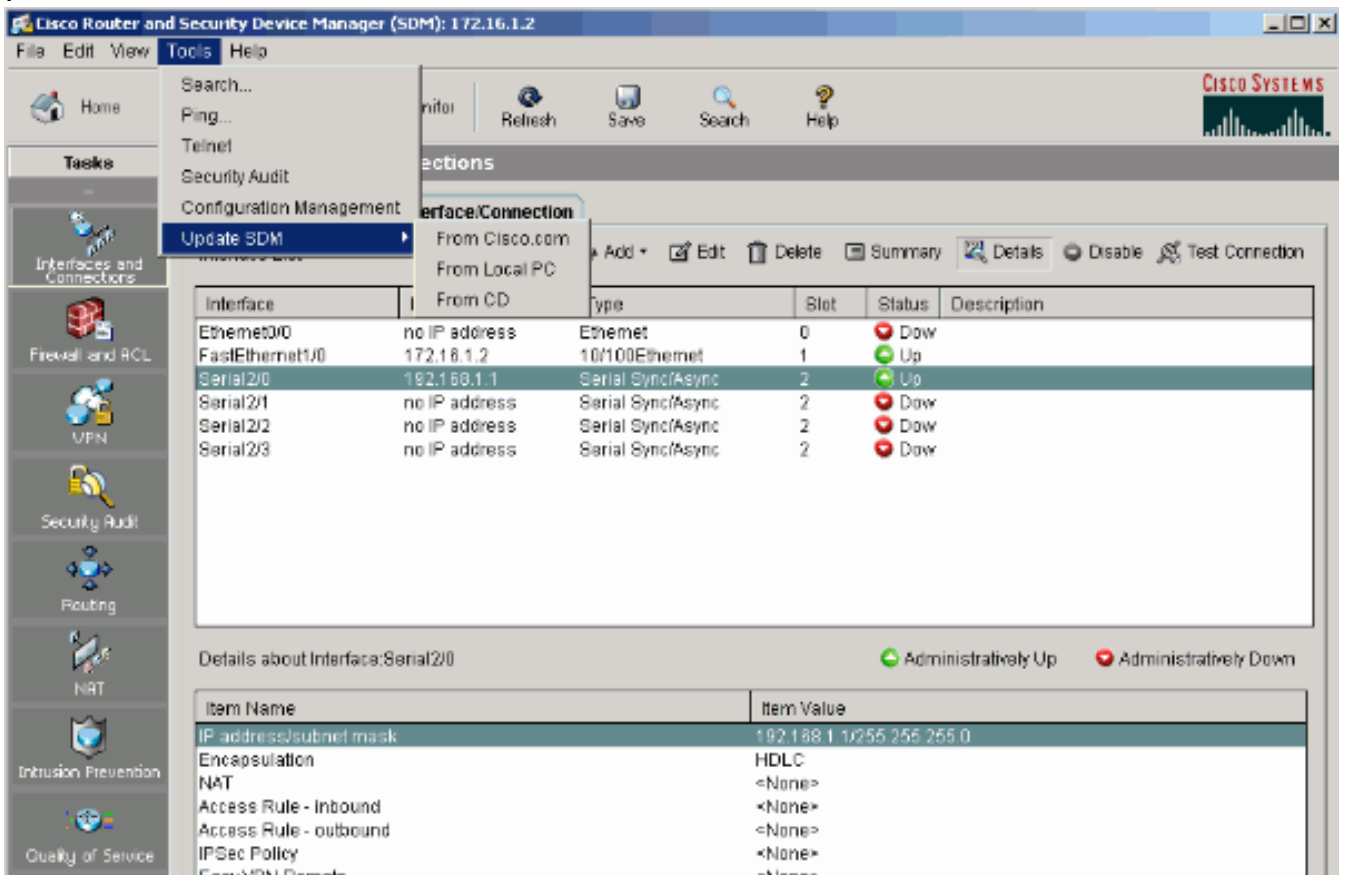 Cisco Router and Security Device Manager (SDM): 172.16.1.2
File Edit View Tools Help
Home nitor Refresh Save Search Help
CISCO SYSTEMS
Search...
Ping...
Telnet
Security Audit
Configuration Management
Update SDM
From Cisco.com
From Local PC
From CD
Tasks
ections
erface/Connection
Add Edit Delete Summary Details Disable Test Connection
Interfaces and Connections
Firewall and ACL
VPN
Security Audit
Routing
NAT
Intrusion Prevention
Quality of Service
Interface Type Slot Status Description
Ethernet0/0 no IP address Ethernet 0 Dow
FastEthernet1/0 172.16.1.2 10/100Ethernet 1 Up
Serial2/0 192.168.1.1 Serial Sync/Async 2 Up
Serial2/1 no IP address Serial Sync/Async 2 Dow
Serial2/2 no IP address Serial Sync/Async 2 Dow
Serial2/3 no IP address Serial Sync/Async 2 Dow
Details about Interface:Serial2/0 Administratively Up Administratively Down
Item Name Item Value
IP address/subnet mask 192.168.1.1/255.255.255.0
Encapsulation HDLC
NAT <None>
Access Rule - inbound <None>
Access Rule - outbound <None>
IPSec Policy <None>